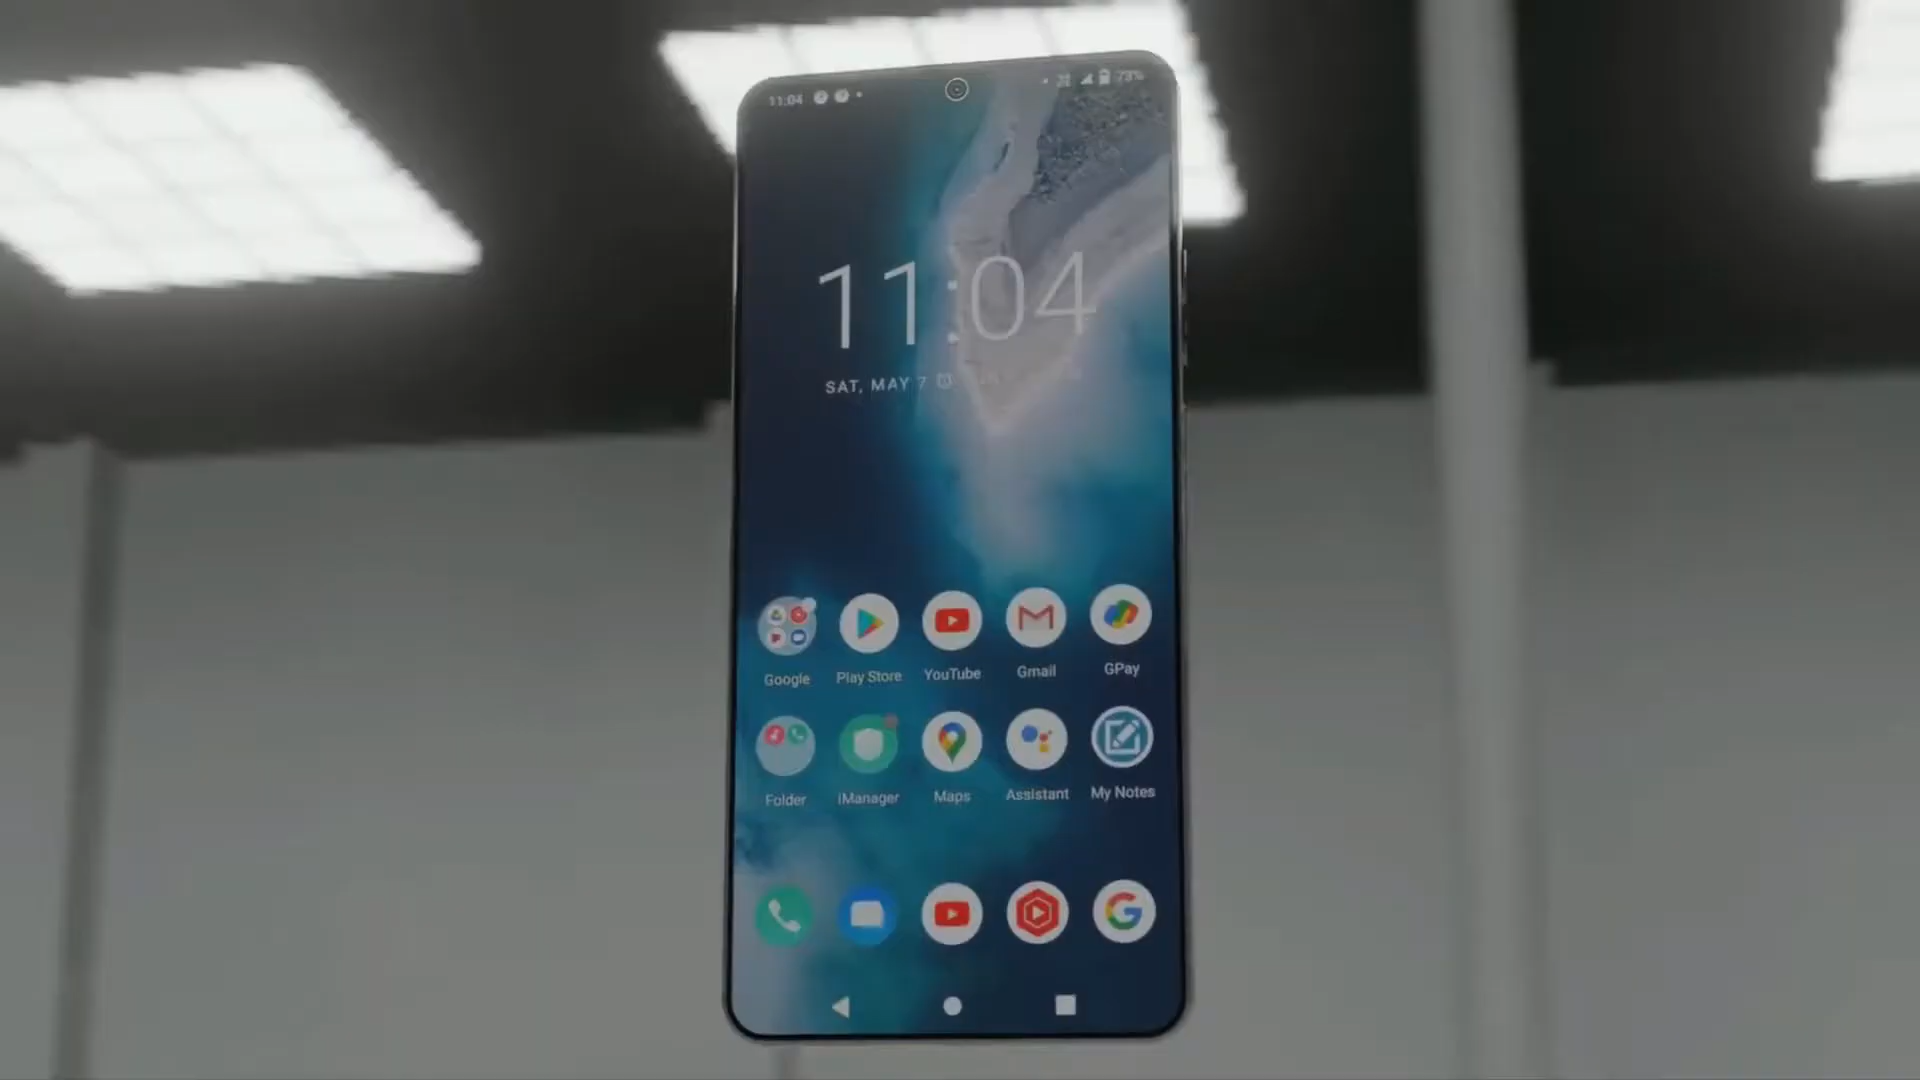 11:04 73%
11:04
SAT, MAY 7
Google Play Store YouTube Gmail GPay
Folder iManager Maps Assistant My Notes